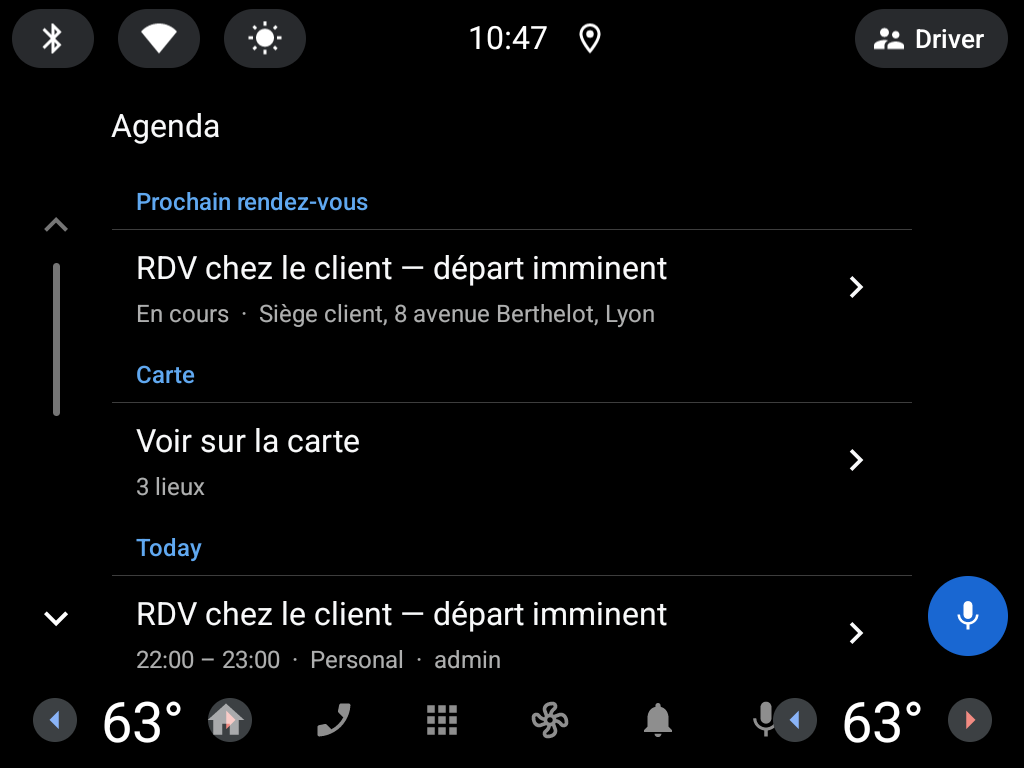 10:47
Driver
Agenda
Prochain rendez-vous
RDV chez le client — départ imminent
En cours · Siège client, 8 avenue Berthelot, Lyon
Carte
Voir sur la carte
3 lieux
Today
RDV chez le client — départ imminent
22:00 – 23:00 · Personal · admin
63° 63°